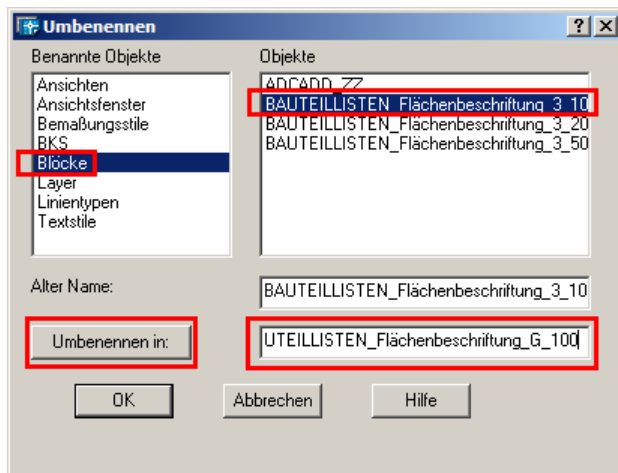 Umbenennen
Benannte Objekte
Objekte
Ansichten
Ansichtsfenster
Bemaßungsstile
BKS
Blöcke
Layer
Linientypen
Textstile
ADCADD_ZZ
BAUTEILLISTEN_Flächenbeschriftung_3_10
BAUTEILLISTEN_Flächenbeschriftung_3_20
BAUTEILLISTEN_Flächenbeschriftung_3_50
Alter Name:
BAUTEILLISTEN_Flächenbeschriftung_3_10
Umbenennen in:
UTEILLISTEN_Flächenbeschriftung_G_100
OK
Abbrechen
Hilfe